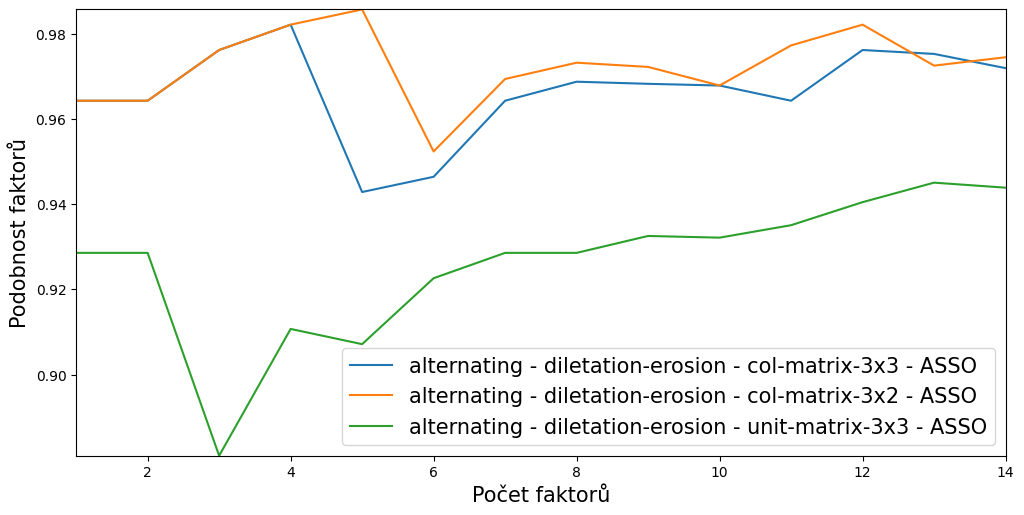 0.98
0.96
0.94
0.92
0.90
Podobnost faktorů
alternating - diletation-erosion - col-matrix-3x3 - ASSO
alternating - diletation-erosion - col-matrix-3x2 - ASSO
alternating - diletation-erosion - unit-matrix-3x3 - ASSO
2 4 6 8 10 12 14
Počet faktorů